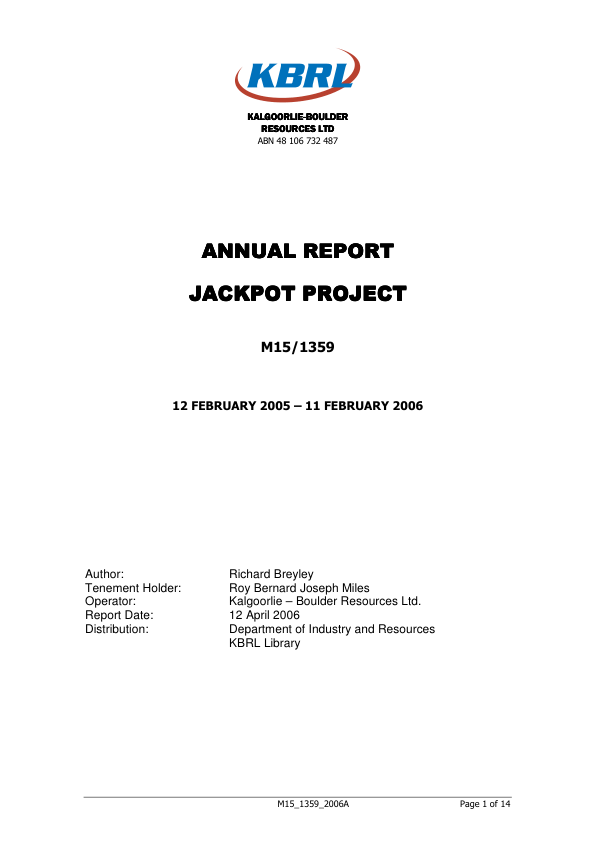 KBRL
KALGOORLIE-BOULDER
RESOURCES LTD
ABN 48 106 732 487
ANNUAL REPORT
JACKPOT PROJECT
M15/1359
12 FEBRUARY 2005 – 11 FEBRUARY 2006
Author: Richard Breyley
Tenement Holder: Roy Bernard Joseph Miles
Operator: Kalgoorlie – Boulder Resources Ltd.
Report Date: 12 April 2006
Distribution: Department of Industry and Resources
KBRL Library
M15_1359_2006A Page 1 of 14